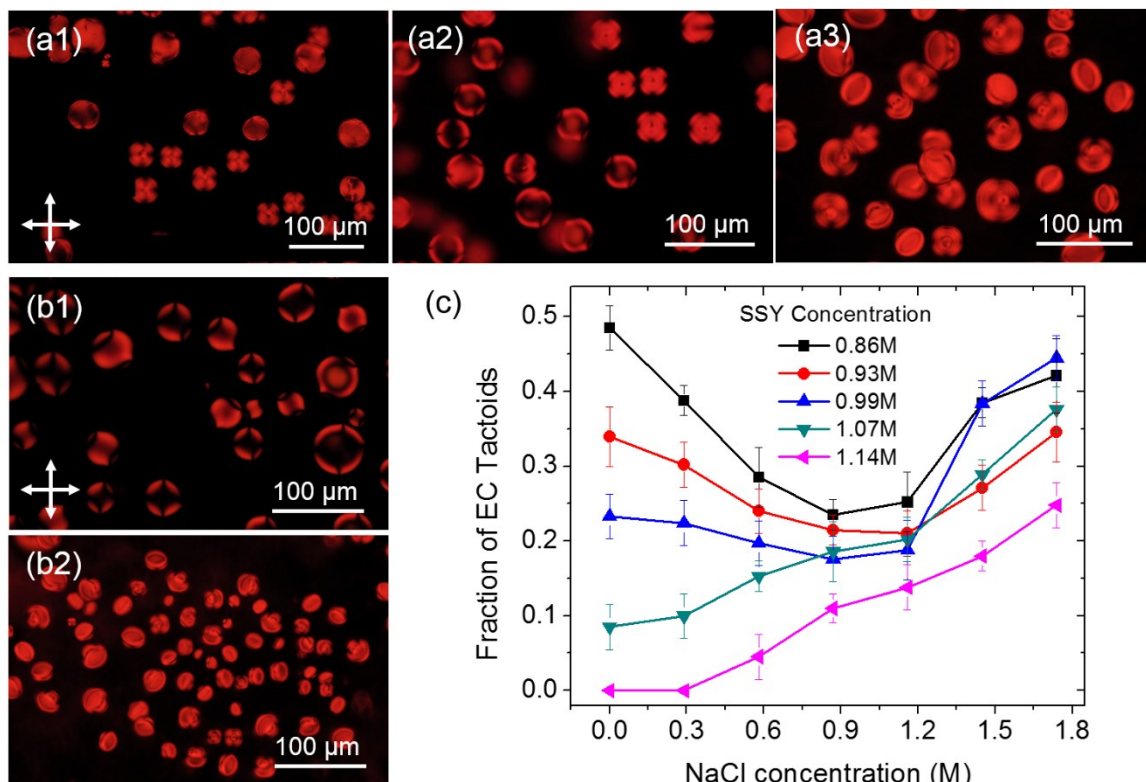 (a1)
100 µm
(a2)
100 µm
(a3)
100 µm
(b1)
100 µm
(b2)
100 µm
(c)
SSY Concentration
0.86M
0.93M
0.99M
1.07M
1.14M
Fraction of EC Tactoids
0.5
0.4
0.3
0.2
0.1
0.0
0.0 0.3 0.6 0.9 1.2 1.5 1.8
NaCl concentration (M)